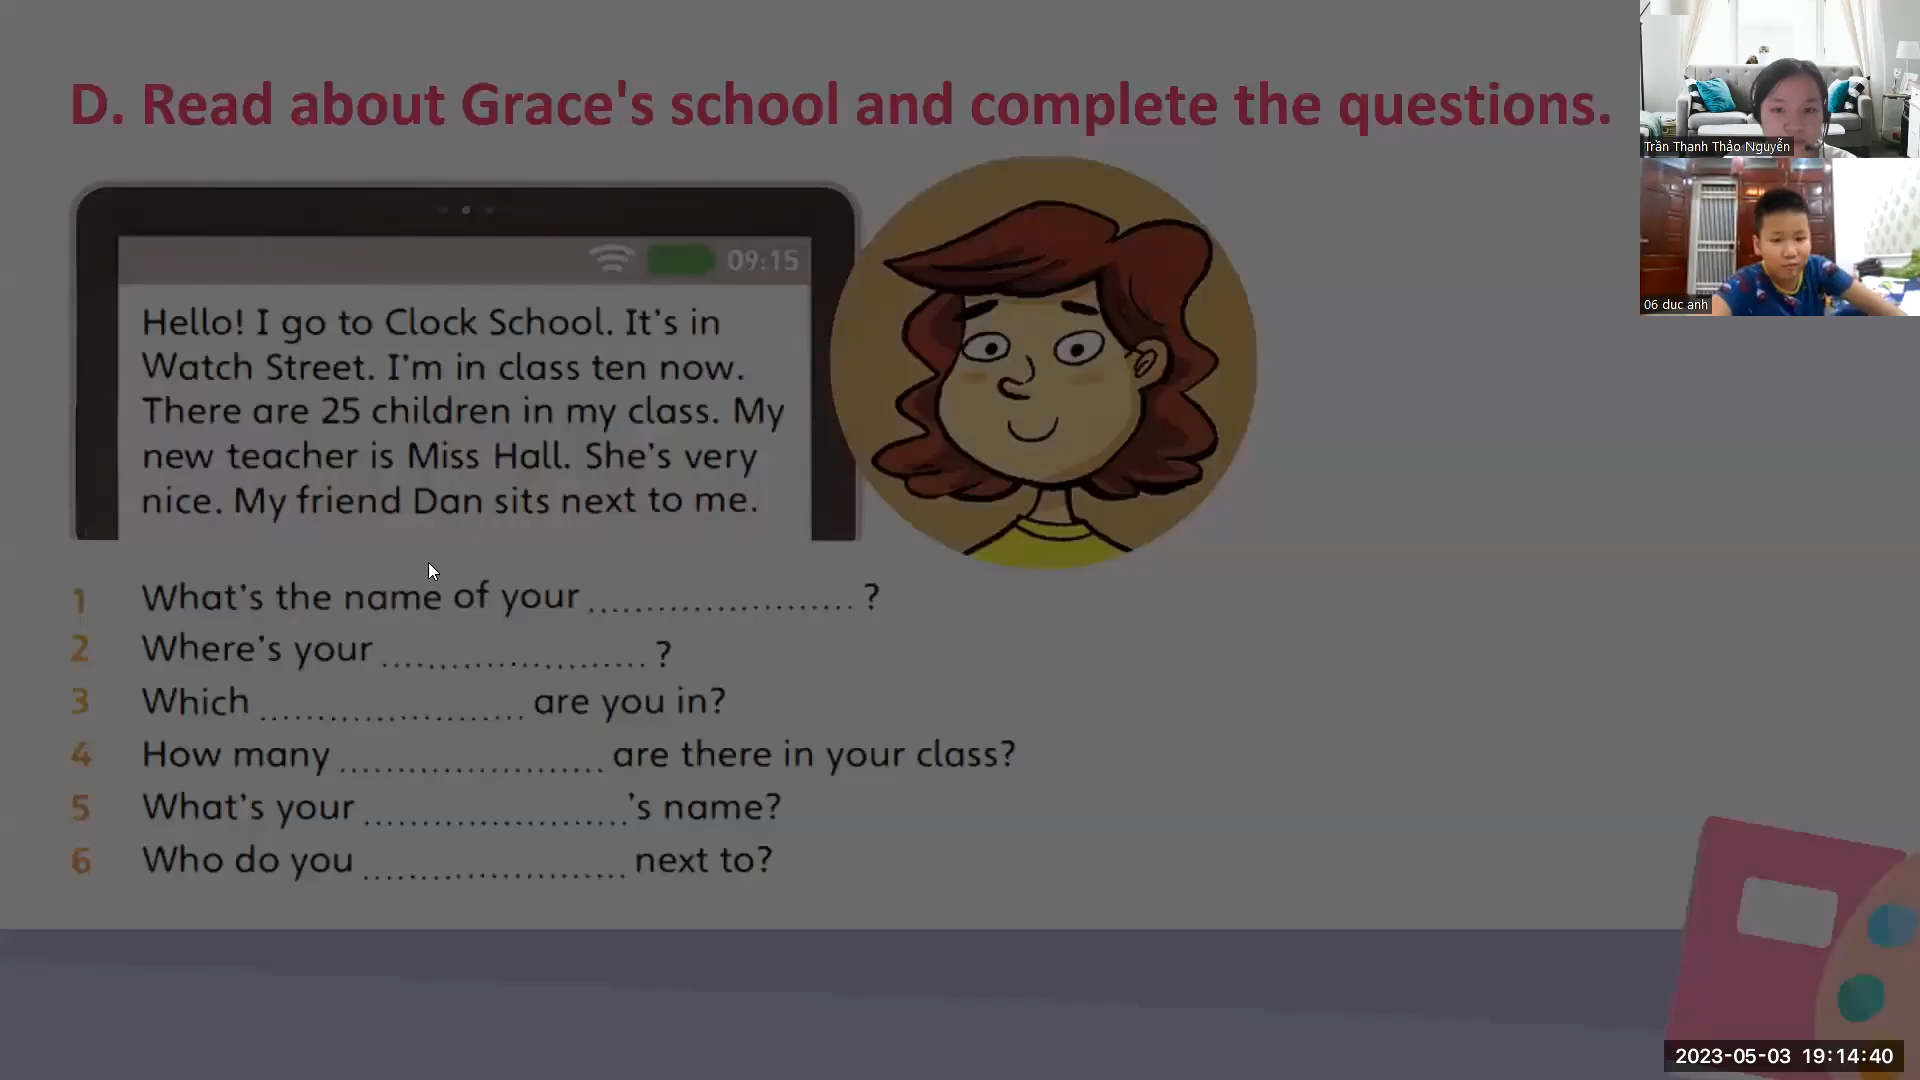 D. Read about Grace's school and complete the questions.
09:15
Hello! I go to Clock School. It's in
Watch Street. I'm in class ten now.
There are 25 children in my class. My
new teacher is Miss Hall. She's very
nice. My friend Dan sits next to me.
1 What's the name of your ...................... ?
2 Where's your ...................... ?
3 Which ...................... are you in?
4 How many ...................... are there in your class?
5 What's your ...................... 's name?
6 Who do you ...................... next to?
Trần Thanh Thảo Nguyễn
06 duc anh
2023-05-03 19:14:40